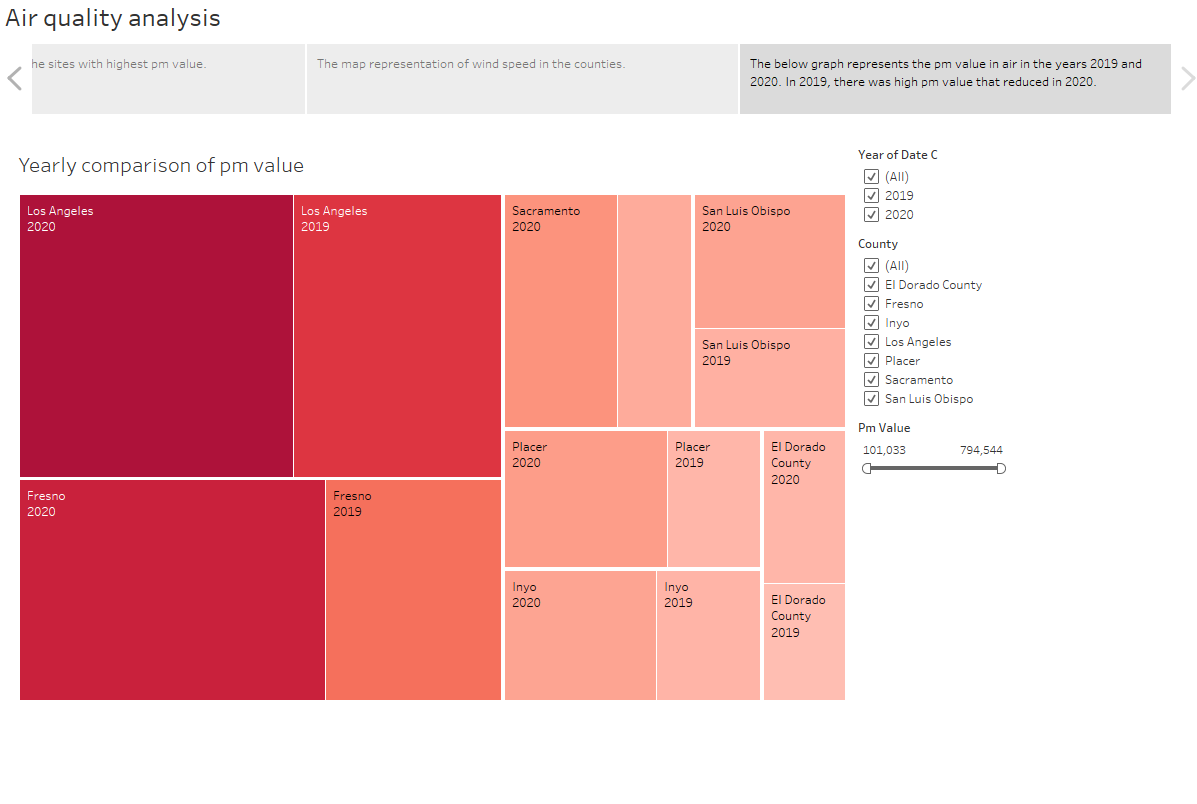 Air quality analysis
he sites with highest pm value.
The map representation of wind speed in the counties.
The below graph represents the pm value in air in the years 2019 and
2020. In 2019, there was high pm value that reduced in 2020.
Yearly comparison of pm value
Los Angeles
2020
Los Angeles
2019
Fresno
2020
Fresno
2019
Sacramento
2020
San Luis Obispo
2020
San Luis Obispo
2019
Placer
2020
Placer
2019
El Dorado
County
2020
Inyo
2020
Inyo
2019
El Dorado
County
2019
Year of Date C
(All)
2019
2020
County
(All)
El Dorado County
Fresno
Inyo
Los Angeles
Placer
Sacramento
San Luis Obispo
Pm Value
101,033 794,544